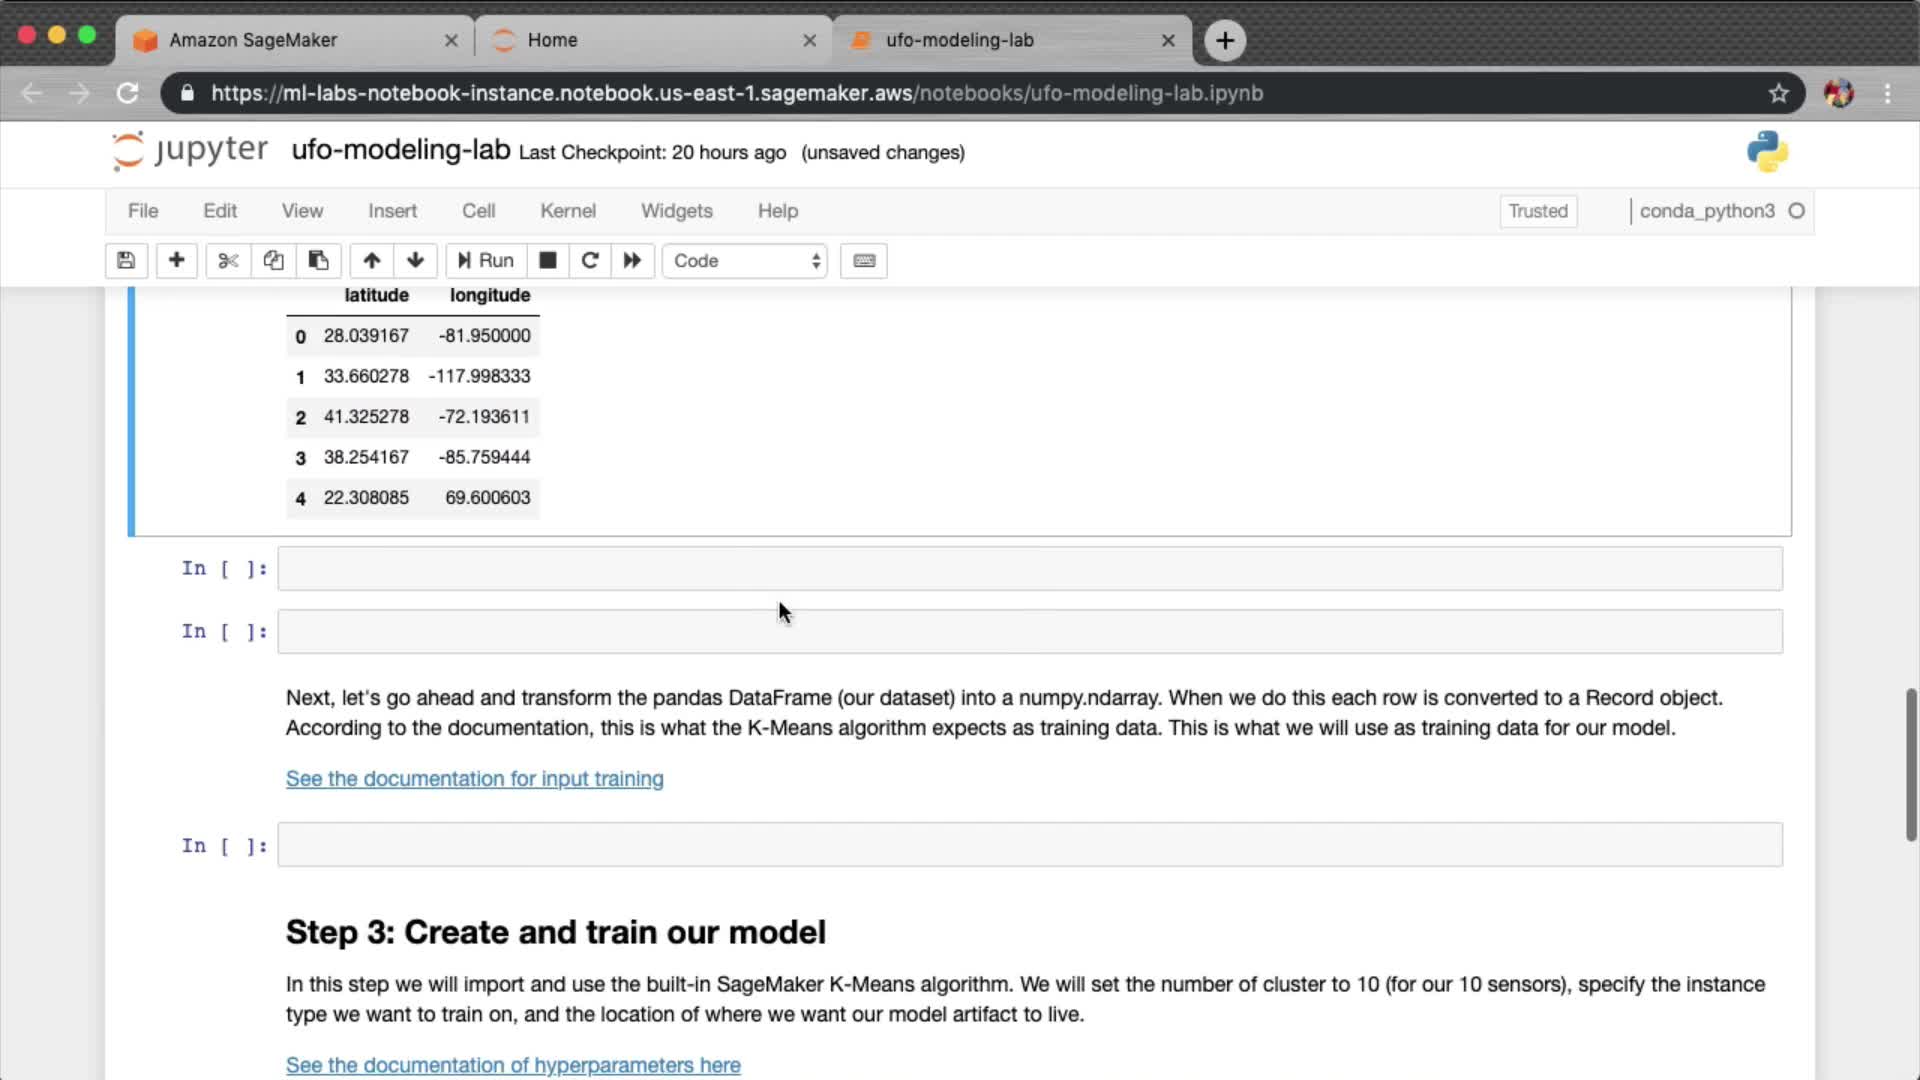 Amazon SageMaker
Home
ufo-modeling-lab
https://ml-labs-notebook-instance.notebook.us-east-1.sagemaker.aws/notebooks/ufo-modeling-lab.ipynb
jupyter ufo-modeling-lab Last Checkpoint: 20 hours ago (unsaved changes)
File Edit View Insert Cell Kernel Widgets Help Trusted conda_python3
Run Code
latitude longitude
0 28.039167 -81.950000
1 33.660278 -117.998333
2 41.325278 -72.193611
3 38.254167 -85.759444
4 22.308085 69.600603
In [ ]:
In [ ]:
Next, let's go ahead and transform the pandas DataFrame (our dataset) into a numpy.ndarray. When we do this each row is converted to a Record object.
According to the documentation, this is what the K-Means algorithm expects as training data. This is what we will use as training data for our model.
See the documentation for input training
In [ ]:
Step 3: Create and train our model
In this step we will import and use the built-in SageMaker K-Means algorithm. We will set the number of cluster to 10 (for our 10 sensors), specify the instance
type we want to train on, and the location of where we want our model artifact to live.
See the documentation of hyperparameters here